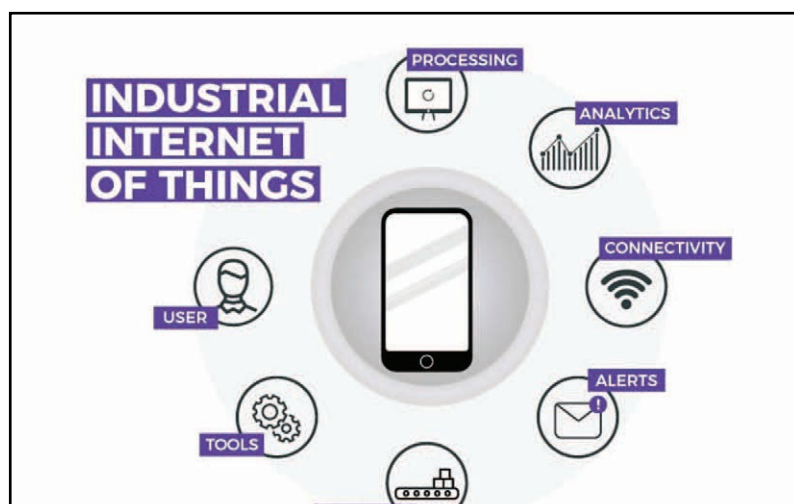 INDUSTRIAL
INTERNET
OF THINGS
PROCESSING
ANALYTICS
CONNECTIVITY
ALERTS
USER
TOOLS